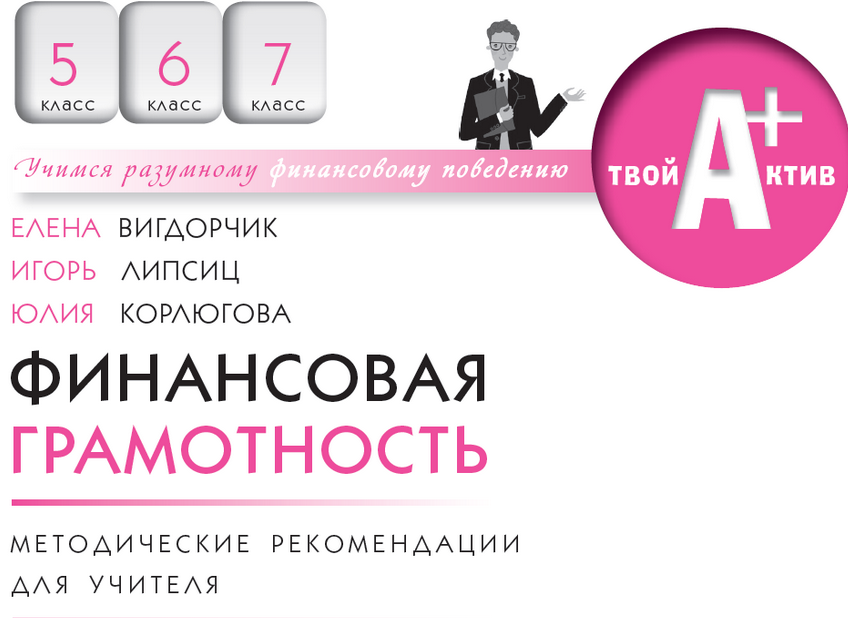 5 6 7
класс класс класс
Учимся разумному финансовому поведению
ТВОЙ А+КТИВ
ЕЛЕНА ВИГДОРЧИК
ИГОРЬ ЛИПСИЦ
ЮЛИЯ КОРЛЮГОВА
ФИНАНСОВАЯ
ГРАМОТНОСТЬ
МЕТОДИЧЕСКИЕ РЕКОМЕНДАЦИИ
ДЛЯ УЧИТЕЛЯ